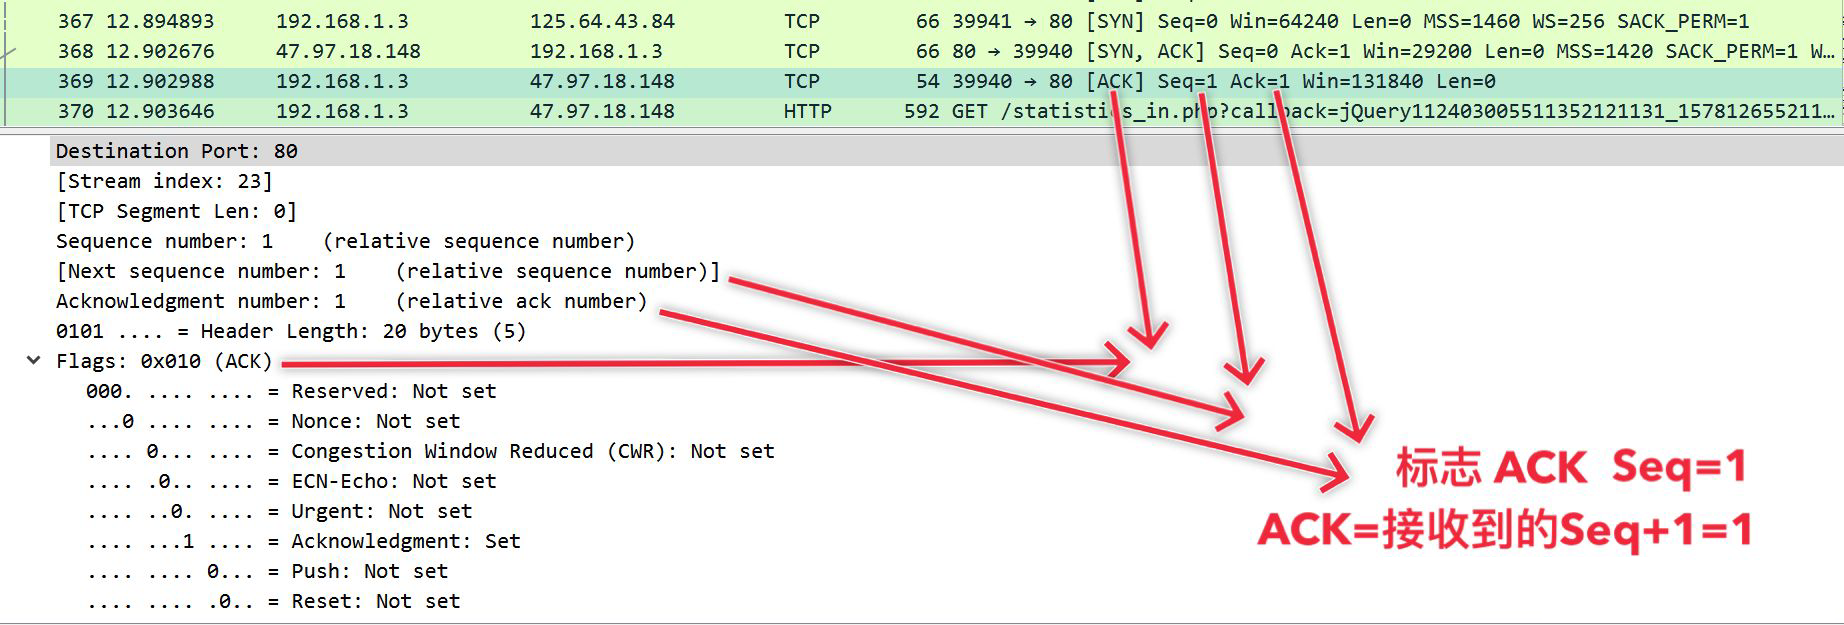 367 12.894893 192.168.1.3 125.64.43.84 TCP 66 39941 → 80 [SYN] Seq=0 Win=64240 Len=0 MSS=1460 WS=256 SACK_PERM=1
368 12.902676 47.97.18.148 192.168.1.3 TCP 66 80 → 39940 [SYN, ACK] Seq=0 Ack=1 Win=29200 Len=0 MSS=1420 SACK_PERM=1 W…
369 12.902988 192.168.1.3 47.97.18.148 TCP 54 39940 → 80 [ACK] Seq=1 Ack=1 Win=131840 Len=0
370 12.903646 192.168.1.3 47.97.18.148 HTTP 592 GET /statistics_in.php?callback=jQuery112403005511352121131_157812655211…
Destination Port: 80
[Stream index: 23]
[TCP Segment Len: 0]
Sequence number: 1 (relative sequence number)
[Next sequence number: 1 (relative sequence number)]
Acknowledgment number: 1 (relative ack number)
0101 .... = Header Length: 20 bytes (5)
Flags: 0x010 (ACK)
000. .... .... = Reserved: Not set
...0 .... .... = Nonce: Not set
.... 0... .... = Congestion Window Reduced (CWR): Not set
.... .0.. .... = ECN-Echo: Not set
.... ..0. .... = Urgent: Not set
.... ...1 .... = Acknowledgment: Set
.... .... 0... = Push: Not set
.... .... .0.. = Reset: Not set
标志 ACK Seq=1
ACK=接收到的Seq+1=1